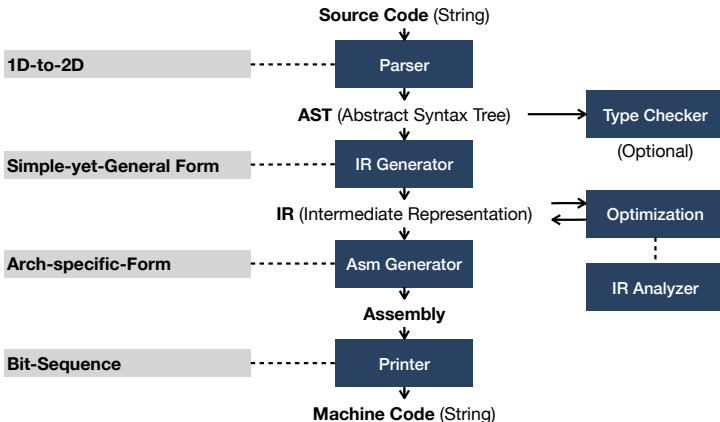 Source Code (String)
1D-to-2D
Parser
AST (Abstract Syntax Tree)
Type Checker
(Optional)
Simple-yet-General Form
IR Generator
IR (Intermediate Representation)
Optimization
Arch-specific-Form
Asm Generator
IR Analyzer
Assembly
Bit-Sequence
Printer
Machine Code (String)